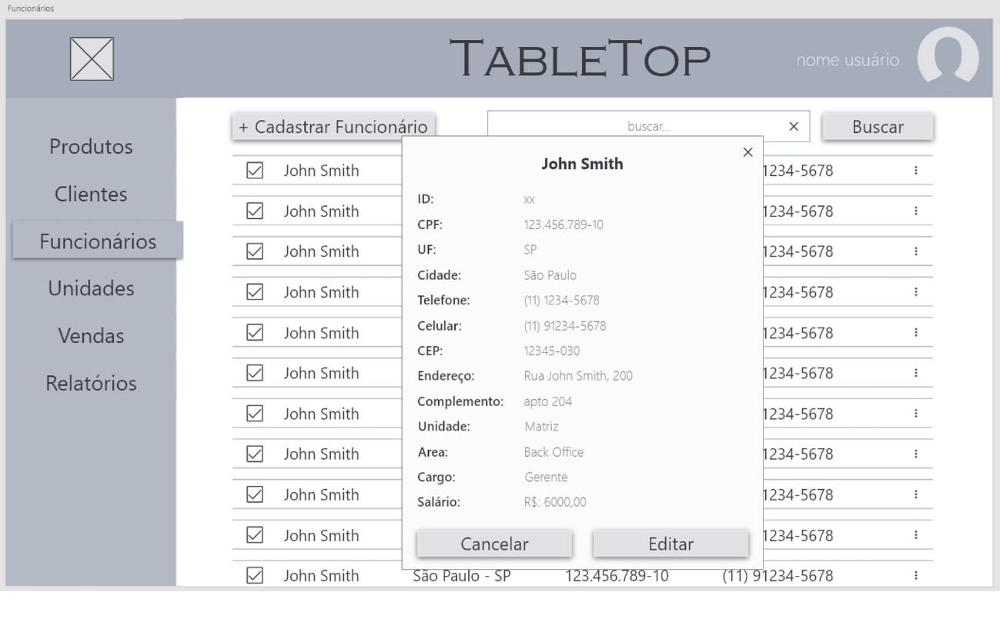 Funcionários
TABLETOP
nome usuário
+ Cadastrar Funcionário
buscar...
Buscar
Produtos
Clientes
Funcionários
Unidades
Vendas
Relatórios
John Smith
ID: xx
CPF: 123.456.789-10
UF: SP
Cidade: São Paulo
Telefone: (11) 1234-5678
Celular: (11) 91234-5678
CEP: 12345-030
Endereço: Rua John Smith, 200
Complemento: apto 204
Unidade: Matriz
Area: Back Office
Cargo: Gerente
Salário: R$: 6000,00
Cancelar Editar
John Smith 1234-5678
John Smith 1234-5678
John Smith 1234-5678
John Smith 1234-5678
John Smith 1234-5678
John Smith 1234-5678
John Smith 1234-5678
John Smith 1234-5678
John Smith 1234-5678
John Smith 1234-5678
John Smith São Paulo - SP 123.456.789-10 (11) 91234-5678